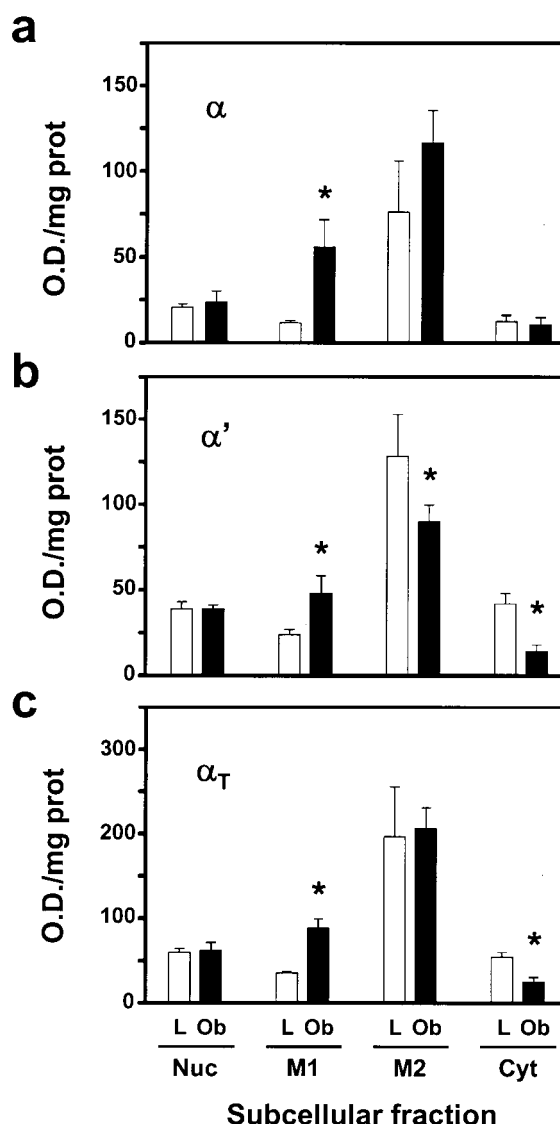 a
α
*
O.D./mg prot
150
100
50
0
b
α’
*
*
*
O.D./mg prot
150
100
50
0
c
αT
*
*
O.D./mg prot
300
200
100
0
L Ob L Ob L Ob L Ob
Nuc M1 M2 Cyt
Subcellular fraction